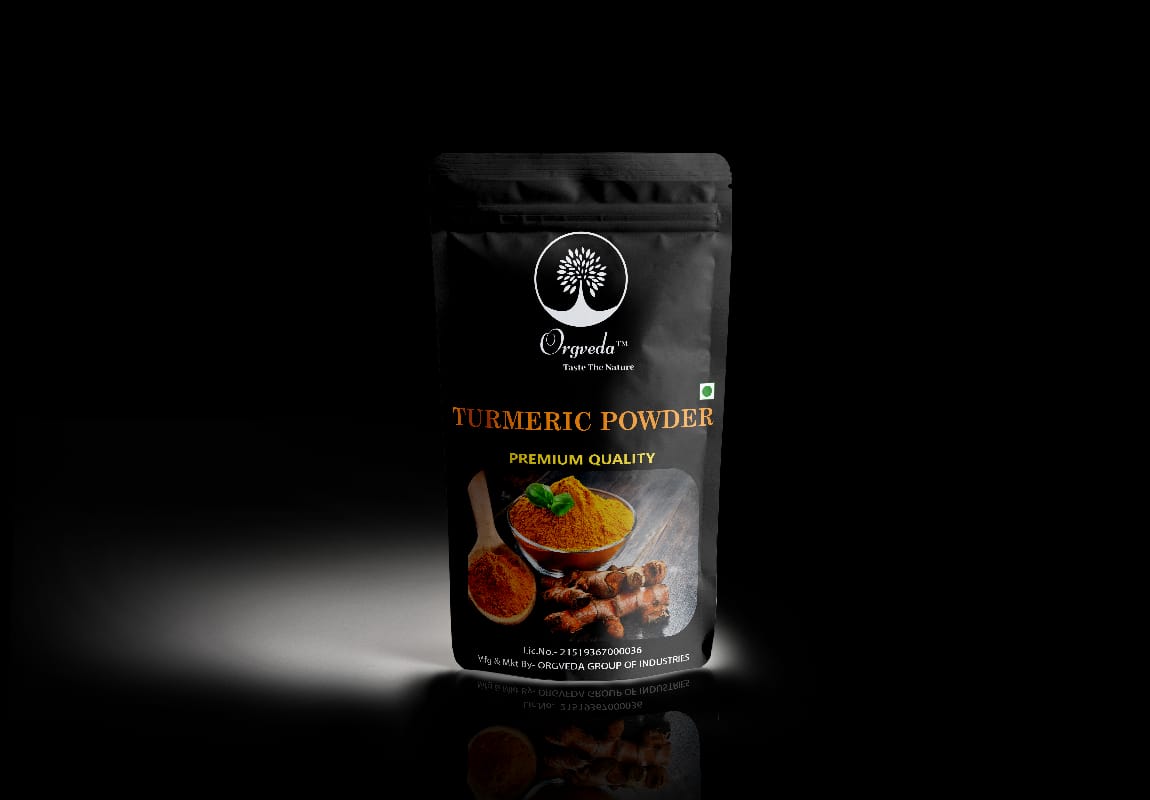 Orgveda™
Taste The Nature
TURMERIC POWDER
PREMIUM QUALITY
Lic.No.- 21519367000036
Mfg & Mkt By- ORGVEDA GROUP OF INDUSTRIES